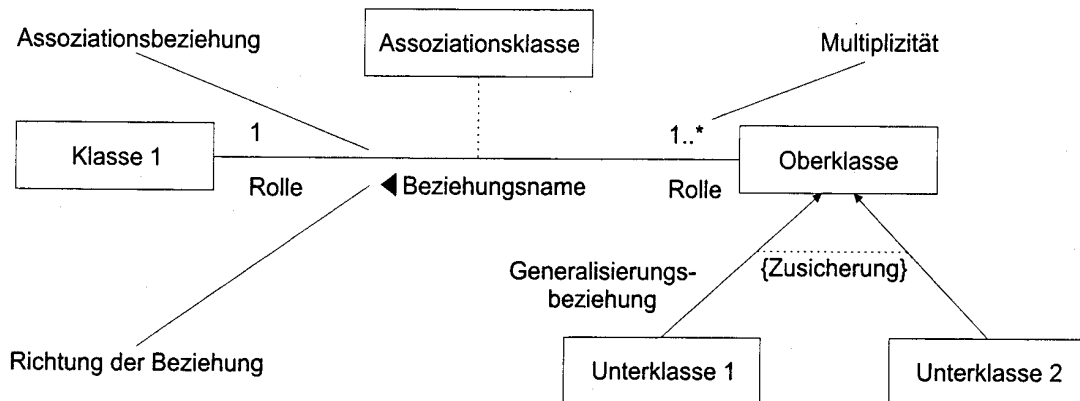 Assoziationsbeziehung
Assoziationsklasse
Multiplizität
1
1..*
Klasse 1
Oberklasse
Rolle
Beziehungsname
Rolle
Generalisierungs-
beziehung
{Zusicherung}
Richtung der Beziehung
Unterklasse 1
Unterklasse 2